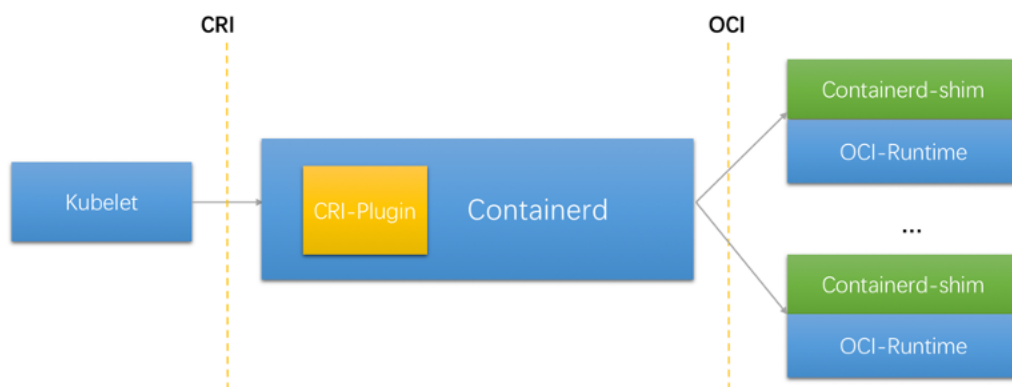 CRI
OCI
Kubelet
CRI-Plugin
Containerd
Containerd-shim
OCI-Runtime
...
Containerd-shim
OCI-Runtime